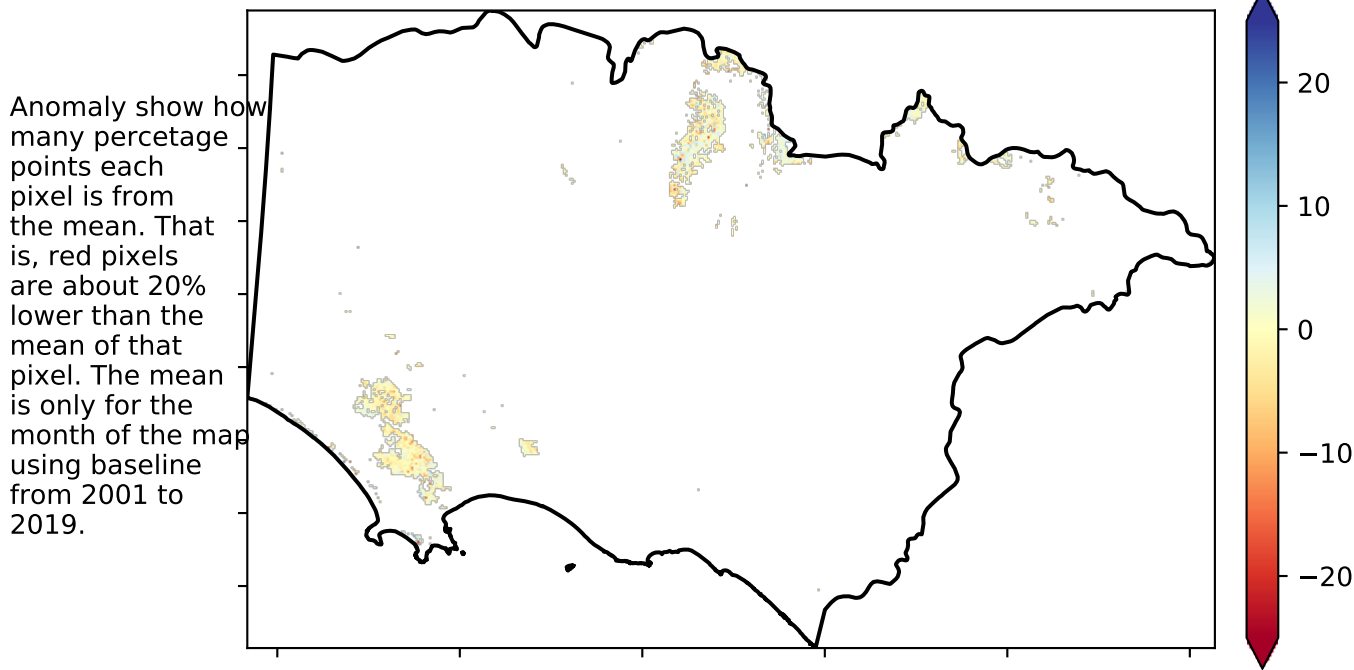 Anomaly show how
many percetage
points each
pixel is from
the mean. That
is, red pixels
are about 20%
lower than the
mean of that
pixel. The mean
is only for the
month of the map
using baseline
from 2001 to
2019.
20
10
0
−10
−20